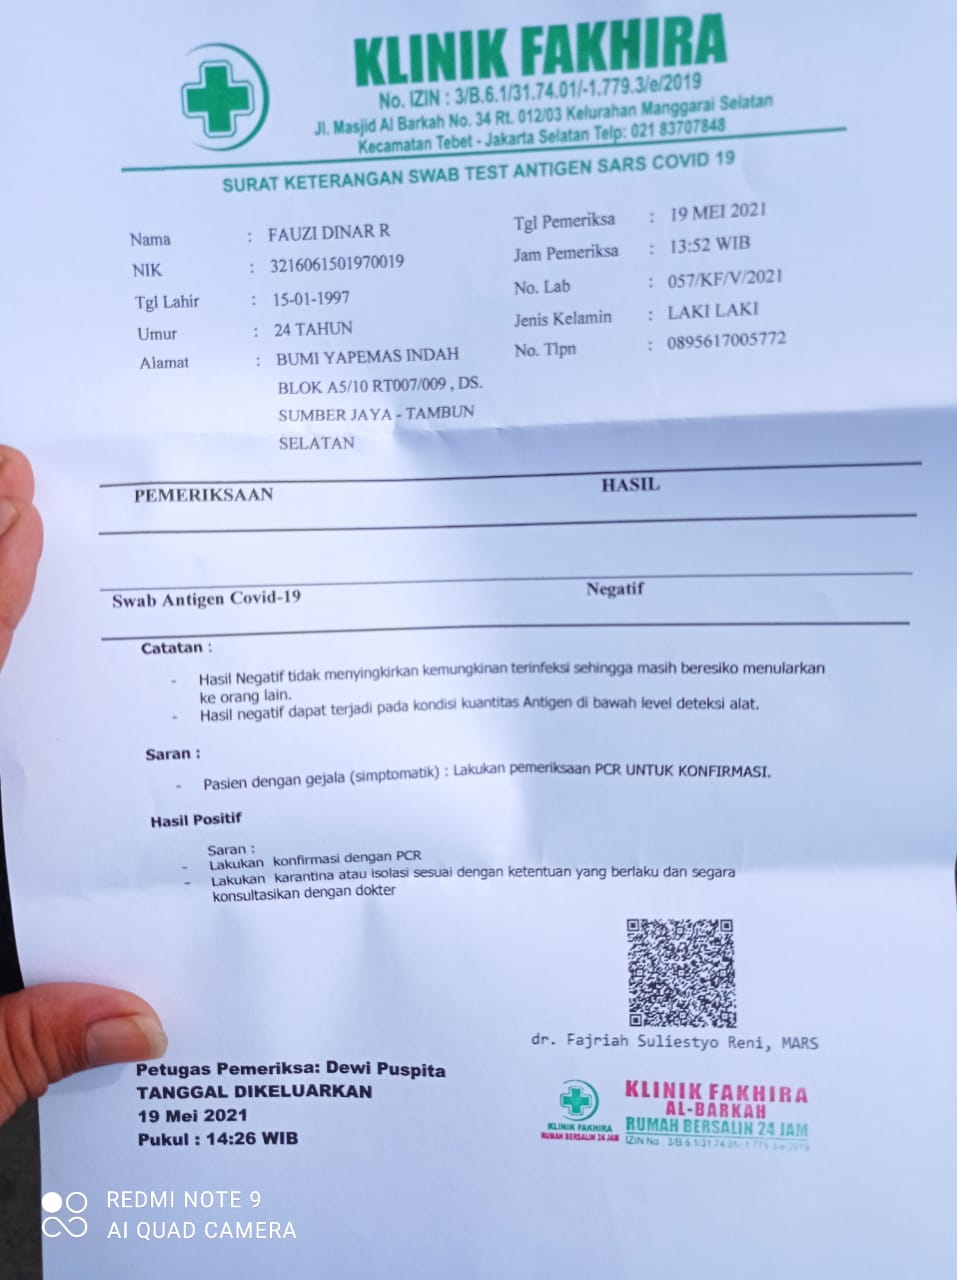 KLINIK FAKHIRA
No. IZIN : 3/B.6.1/31.74.01/-1.779.3/e/2019
Jl. Masjid Al Barkah No. 34 Rt. 012/03 Kelurahan Manggarai Selatan
Kecamatan Tebet - Jakarta Selatan Telp: 021 83707848
SURAT KETERANGAN SWAB TEST ANTIGEN SARS COVID 19
Nama : FAUZI DINAR R
NIK : 3216061501970019
Tgl Lahir : 15-01-1997
Umur : 24 TAHUN
Alamat : BUMI YAPEMAS INDAH
BLOK A5/10 RT007/009 , DS.
SUMBER JAYA - TAMBUN
SELATAN
Tgl Pemeriksa : 19 MEI 2021
Jam Pemeriksa : 13:52 WIB
No. Lab : 057/KF/V/2021
Jenis Kelamin : LAKI LAKI
No. Tlpn : 0895617005772
PEMERIKSAAN HASIL
Swab Antigen Covid-19 Negatif
Catatan :
- Hasil Negatif tidak menyingkirkan kemungkinan terinfeksi sehingga masih beresiko menularkan
ke orang lain.
- Hasil negatif dapat terjadi pada kondisi kuantitas Antigen di bawah level deteksi alat.
Saran :
- Pasien dengan gejala (simptomatik) : Lakukan pemeriksaan PCR UNTUK KONFIRMASI.
Hasil Positif
Saran :
- Lakukan konfirmasi dengan PCR
- Lakukan karantina atau isolasi sesuai dengan ketentuan yang berlaku dan segara
konsultasikan dengan dokter
dr. Fajriah Suliestyo Reni, MARS
Petugas Pemeriksa: Dewi Puspita
TANGGAL DIKELUARKAN
19 Mei 2021
Pukul : 14:26 WIB
KLINIK FAKHIRA
RUMAH BERSALIN 24 JAM
KLINIK FAKHIRA
AL-BARKAH
RUMAH BERSALIN 24 JAM
IZIN No : 3/B.6.1/31.74.01/-1.779.3/e/2019
REDMI NOTE 9
AI QUAD CAMERA